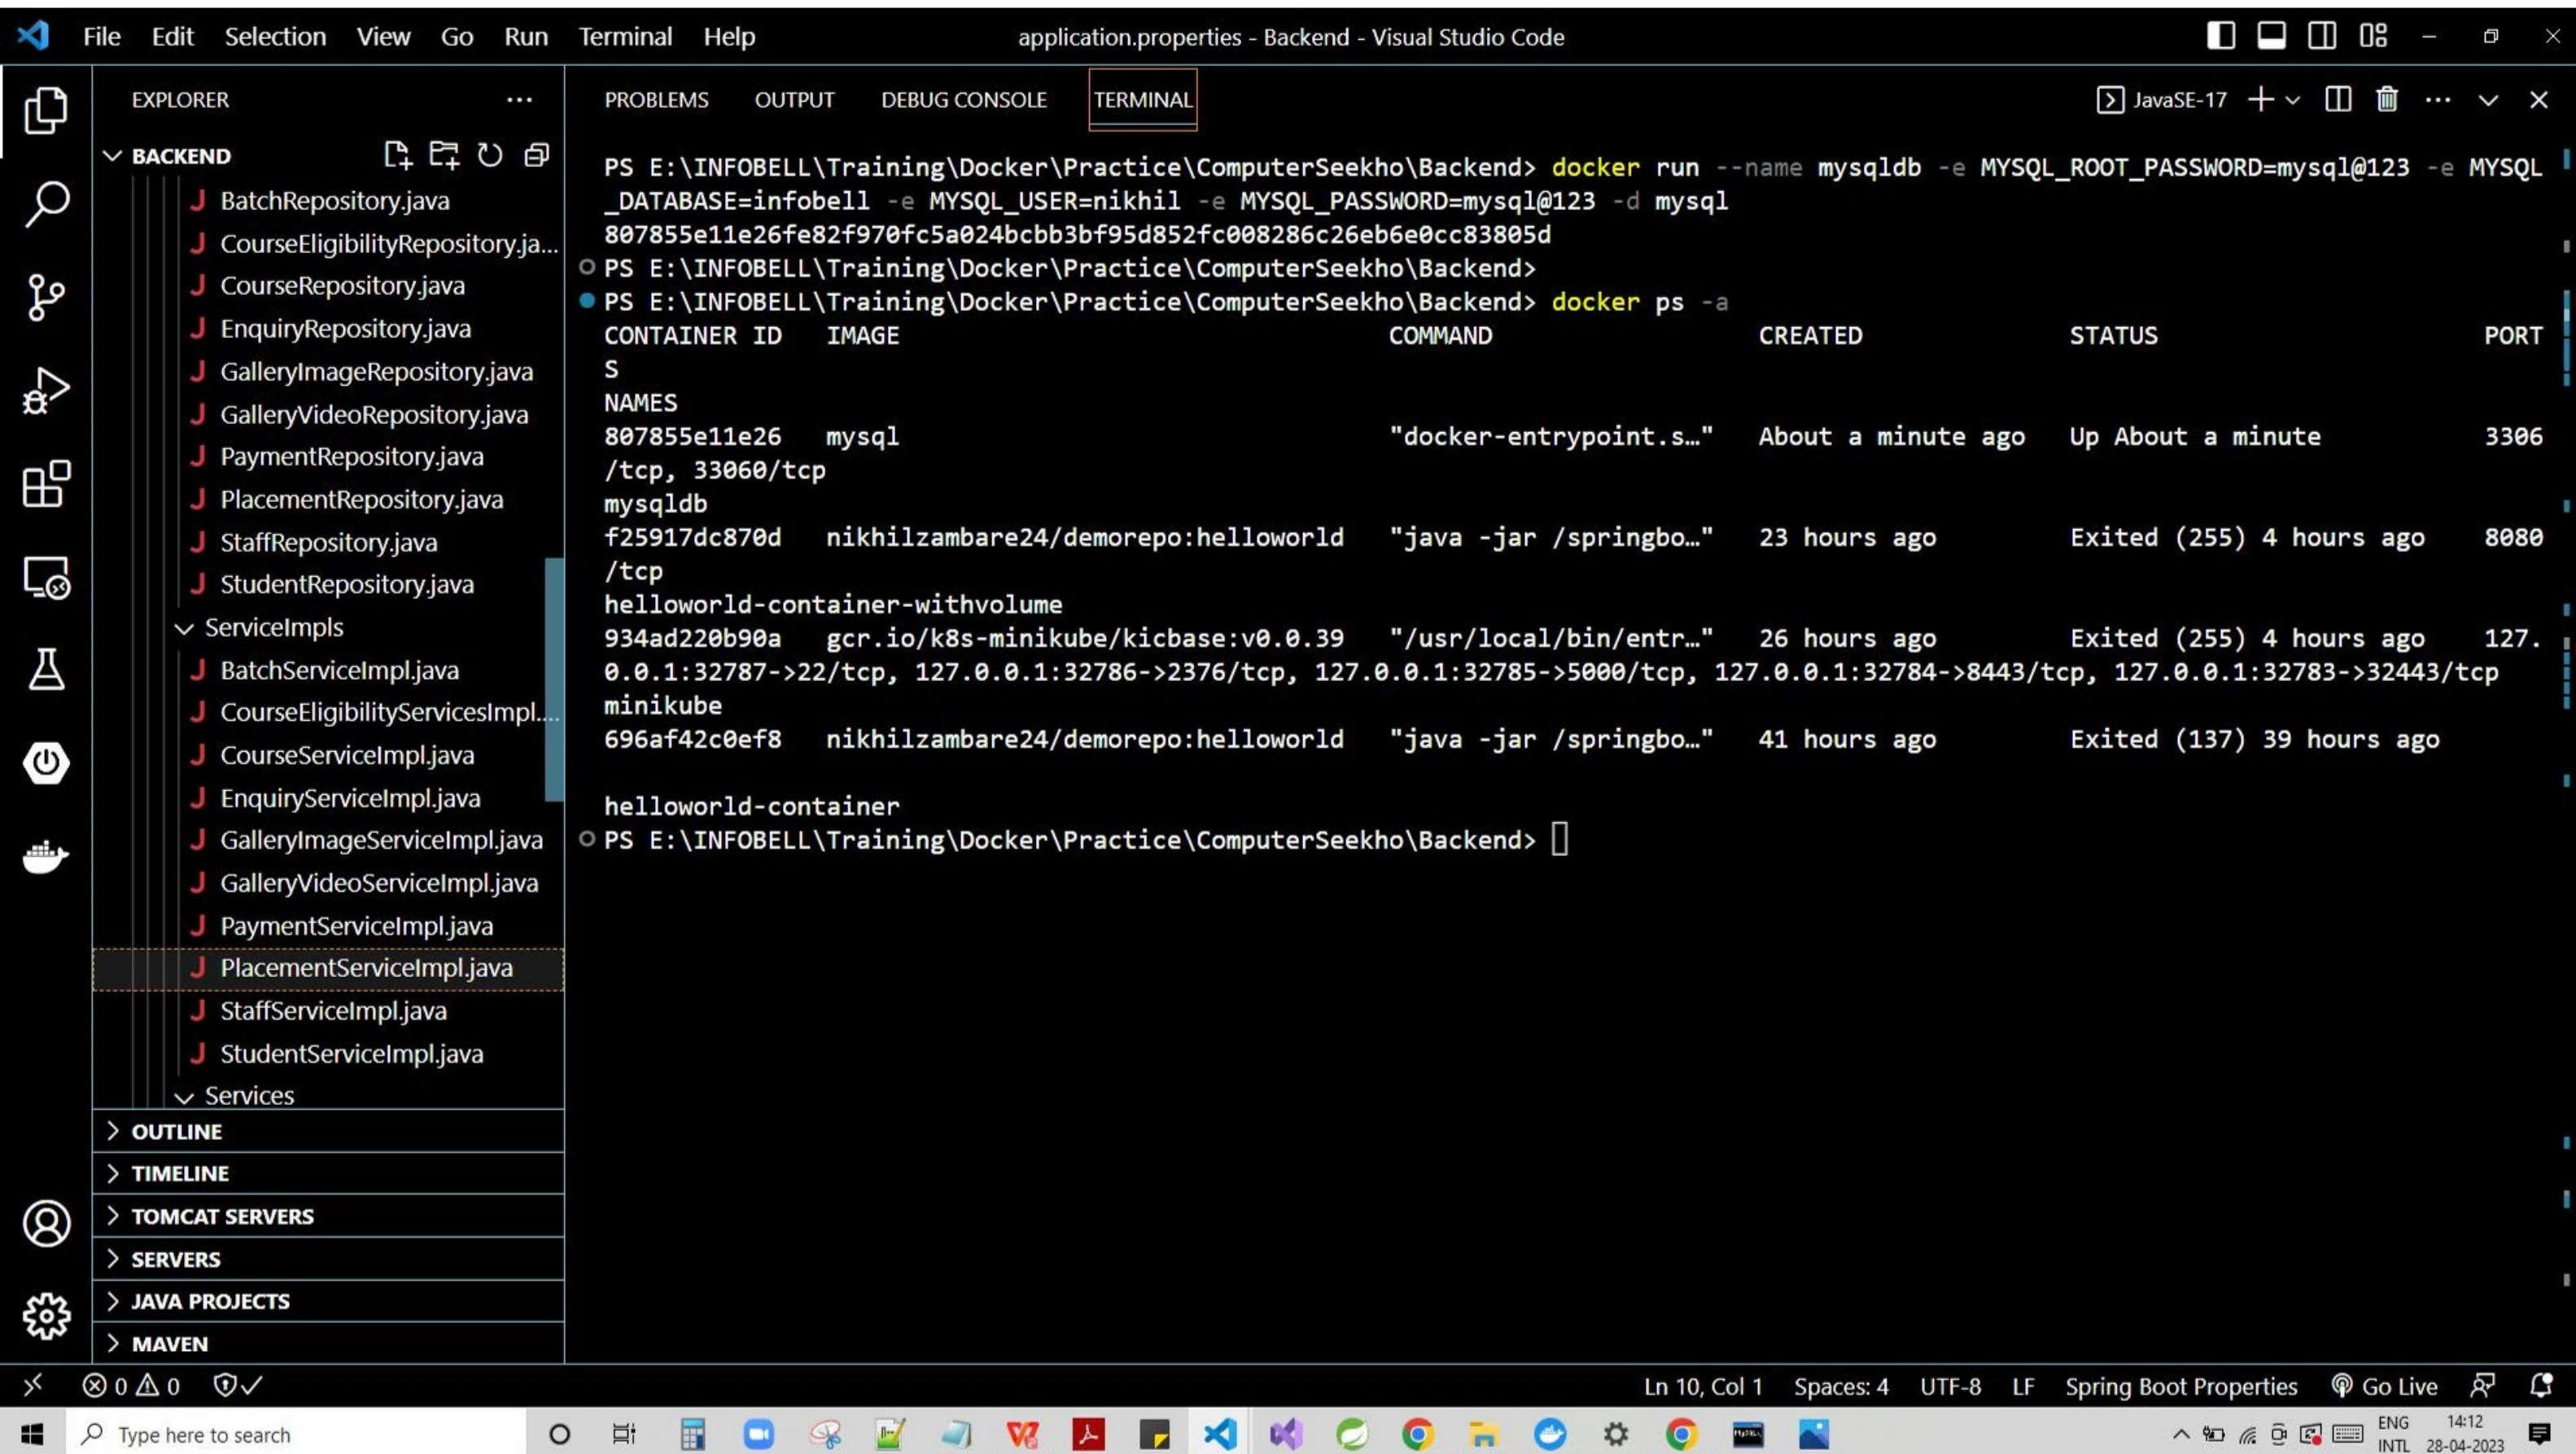 File Edit Selection View Go Run Terminal Help application.properties - Backend - Visual Studio Code
EXPLORER
BACKEND
BatchRepository.java
CourseEligibilityRepository.ja...
CourseRepository.java
EnquiryRepository.java
GalleryImageRepository.java
GalleryVideoRepository.java
PaymentRepository.java
PlacementRepository.java
StaffRepository.java
StudentRepository.java
ServiceImpls
BatchServiceImpl.java
CourseEligibilityServicesImpl....
CourseServiceImpl.java
EnquiryServiceImpl.java
GalleryImageServiceImpl.java
GalleryVideoServiceImpl.java
PaymentServiceImpl.java
PlacementServiceImpl.java
StaffServiceImpl.java
StudentServiceImpl.java
Services
OUTLINE
TIMELINE
TOMCAT SERVERS
SERVERS
JAVA PROJECTS
MAVEN
PROBLEMS OUTPUT DEBUG CONSOLE TERMINAL JavaSE-17
PS E:\INFOBELL\Training\Docker\Practice\ComputerSeekho\Backend> docker run --name mysqldb -e MYSQL_ROOT_PASSWORD=mysql@123 -e MYSQL
_DATABASE=infobell -e MYSQL_USER=nikhil -e MYSQL_PASSWORD=mysql@123 -d mysql
807855e11e26fe82f970fc5a024bcbb3bf95d852fc008286c26eb6e0cc83805d
PS E:\INFOBELL\Training\Docker\Practice\ComputerSeekho\Backend>
PS E:\INFOBELL\Training\Docker\Practice\ComputerSeekho\Backend> docker ps -a
CONTAINER ID IMAGE COMMAND CREATED STATUS PORT
S
NAMES
807855e11e26 mysql "docker-entrypoint.s…" About a minute ago Up About a minute 3306
/tcp, 33060/tcp
mysqldb
f25917dc870d nikhilzambare24/demorepo:helloworld "java -jar /springbo…" 23 hours ago Exited (255) 4 hours ago 8080
/tcp
helloworld-container-withvolume
934ad220b90a gcr.io/k8s-minikube/kicbase:v0.0.39 "/usr/local/bin/entr…" 26 hours ago Exited (255) 4 hours ago 127.
0.0.1:32787->22/tcp, 127.0.0.1:32786->2376/tcp, 127.0.0.1:32785->5000/tcp, 127.0.0.1:32784->8443/tcp, 127.0.0.1:32783->32443/tcp
minikube
696af42c0ef8 nikhilzambare24/demorepo:helloworld "java -jar /springbo…" 41 hours ago Exited (137) 39 hours ago
helloworld-container
PS E:\INFOBELL\Training\Docker\Practice\ComputerSeekho\Backend>
0 0 Ln 10, Col 1 Spaces: 4 UTF-8 LF Spring Boot Properties Go Live
Type here to search
ENG 14:12
INTL 28-04-2023